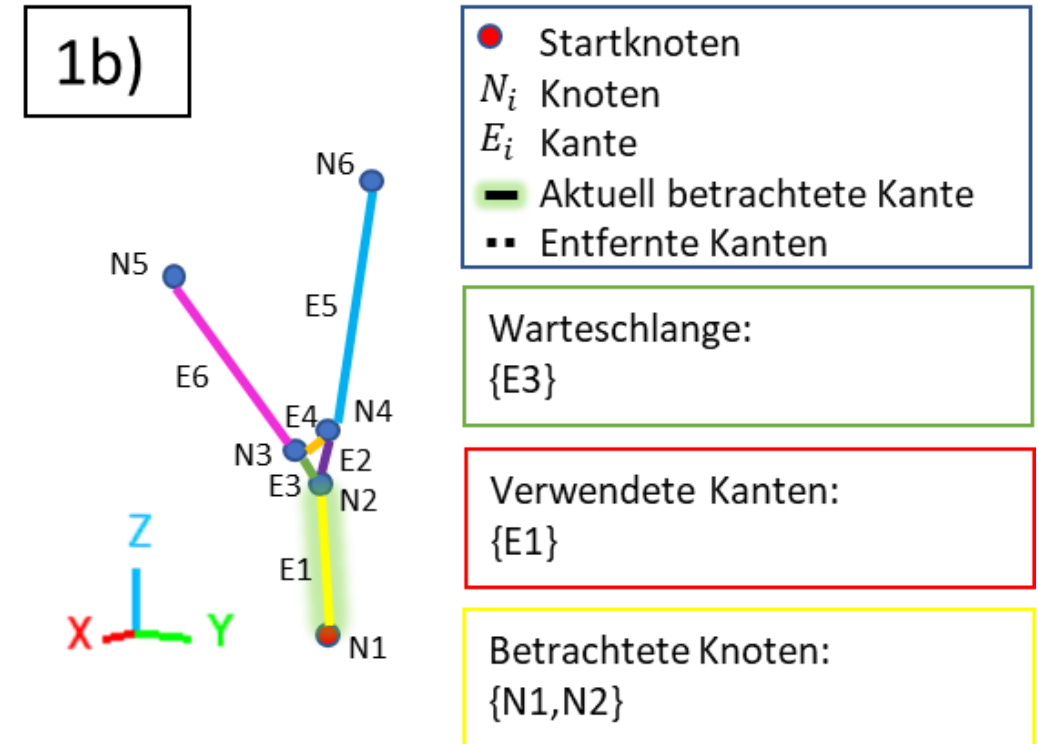 1b)
Startknoten
N_i Knoten
E_i Kante
Aktuell betrachtete Kante
Entfernte Kanten
N6
N5
E5
E6
E4
N4
N3
E2
E3
N2
E1
N1
Z
X
Y
Warteschlange:
{E3}
Verwendete Kanten:
{E1}
Betrachtete Knoten:
{N1,N2}